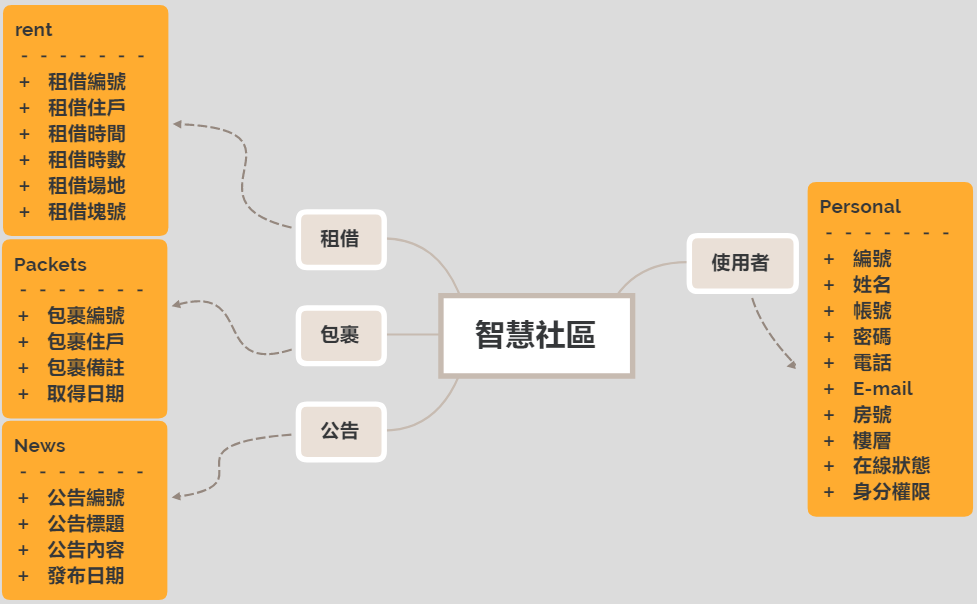 rent
- - - - - - -
+ 租借編號
+ 租借住戶
+ 租借時間
+ 租借時數
+ 租借場地
+ 租借塊號
Packets
- - - - - - -
+ 包裹編號
+ 包裹住戶
+ 包裹備註
+ 取得日期
News
- - - - - - -
+ 公告編號
+ 公告標題
+ 公告內容
+ 發布日期
租借
包裹
公告
智慧社區
使用者
Personal
- - - - - - -
+ 編號
+ 姓名
+ 帳號
+ 密碼
+ 電話
+ E-mail
+ 房號
+ 樓層
+ 在線狀態
+ 身分權限